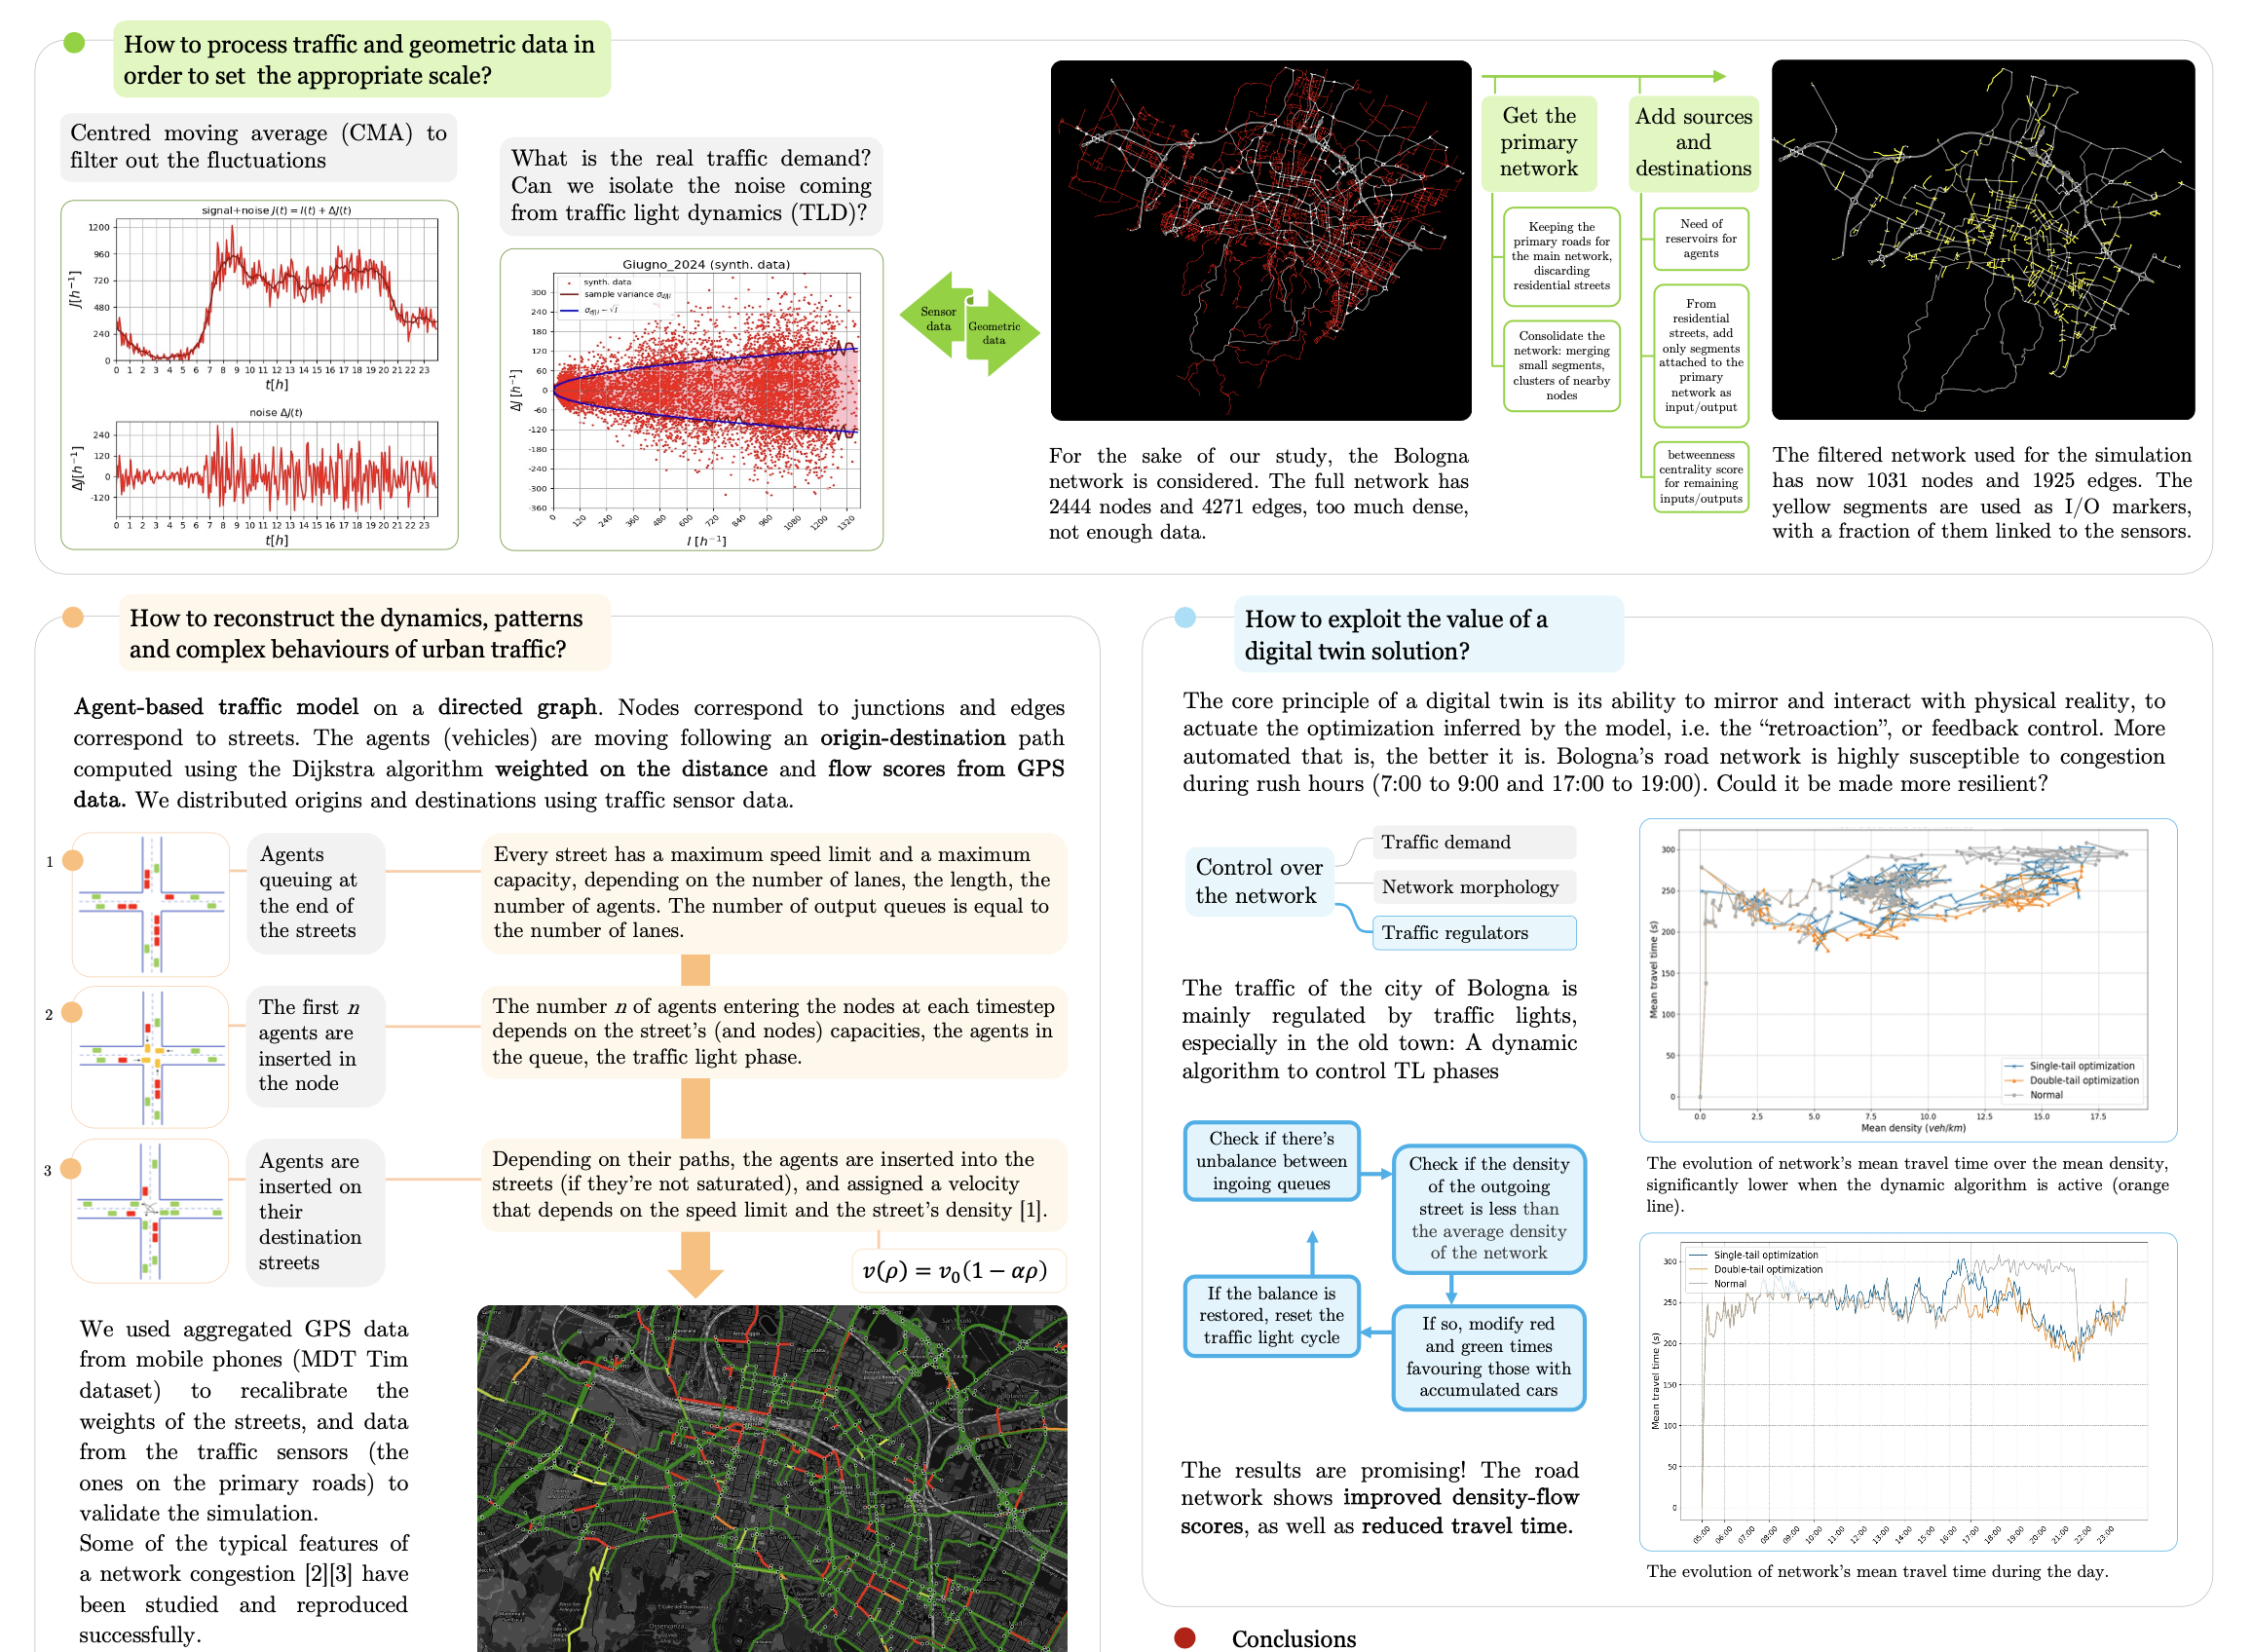 How to process traffic and geometric data in
order to set the appropriate scale?
Centred moving average (CMA) to
filter out the fluctuations
signal+noise J(t) = I(t) + ΔJ(t)
1200
960
720
480
240
0
J[h⁻¹]
0 1 2 3 4 5 6 7 8 9 10 11 12 13 14 15 16 17 18 19 20 21 22 23
t[h]
noise ΔJ(t)
240
120
0
-120
ΔJ[h⁻¹]
0 1 2 3 4 5 6 7 8 9 10 11 12 13 14 15 16 17 18 19 20 21 22 23
t[h]
What is the real traffic demand?
Can we isolate the noise coming
from traffic light dynamics (TLD)?
Giugno_2024 (synth. data)
synth. data
sample variance
300
240
180
120
60
0
-60
-120
-180
-240
-300
-360
ΔJ [h⁻¹]
0 120 240 360 480 600 720 840 960 1080 1200 1320
I [h⁻¹]
Sensor
data
Geometric
data
For the sake of our study, the Bologna
network is considered. The full network has
2444 nodes and 4271 edges, too much dense,
not enough data.
Get the
primary
network
Keeping the
primary roads for
the main network,
discarding
residential streets
Consolidate the
network: merging
small segments,
clusters of nearby
nodes
Add sources
and
destinations
Need of
reservoirs for
agents
From
residential
streets, add
only segments
attached to the
primary
network as
input/output
betweenness
centrality score
for remaining
inputs/outputs
The filtered network used for the simulation
has now 1031 nodes and 1925 edges. The
yellow segments are used as I/O markers,
with a fraction of them linked to the sensors.
How to reconstruct the dynamics, patterns
and complex behaviours of urban traffic?
Agent-based traffic model on a directed graph. Nodes correspond to junctions and edges
correspond to streets. The agents (vehicles) are moving following an origin-destination path
computed using the Dijkstra algorithm weighted on the distance and flow scores from GPS
data. We distributed origins and destinations using traffic sensor data.
1
Agents
queuing at
the end of
the streets
Every street has a maximum speed limit and a maximum
capacity, depending on the number of lanes, the length, the
number of agents. The number of output queues is equal to
the number of lanes.
2
The first n
agents are
inserted in
the node
The number n of agents entering the nodes at each timestep
depends on the street's (and nodes) capacities, the agents in
the queue, the traffic light phase.
3
Agents are
inserted on
their
destination
streets
Depending on their paths, the agents are inserted into the
streets (if they're not saturated), and assigned a velocity
that depends on the speed limit and the street's density [1].
v(ρ) = v₀(1 − αρ)
We used aggregated GPS data
from mobile phones (MDT Tim
dataset) to recalibrate the
weights of the streets, and data
from the traffic sensors (the
ones on the primary roads) to
validate the simulation.
Some of the typical features of
a network congestion [2][3] have
been studied and reproduced
successfully.
How to exploit the value of a
digital twin solution?
The core principle of a digital twin is its ability to mirror and interact with physical reality, to
actuate the optimization inferred by the model, i.e. the “retroaction”, or feedback control. More
automated that is, the better it is. Bologna's road network is highly susceptible to congestion
during rush hours (7:00 to 9:00 and 17:00 to 19:00). Could it be made more resilient?
Control over
the network
Traffic demand
Network morphology
Traffic regulators
The traffic of the city of Bologna is
mainly regulated by traffic lights,
especially in the old town: A dynamic
algorithm to control TL phases
Check if there's
unbalance between
ingoing queues
Check if the density
of the outgoing
street is less than
the average density
of the network
If so, modify red
and green times
favouring those with
accumulated cars
If the balance is
restored, reset the
traffic light cycle
The results are promising! The road
network shows improved density-flow
scores, as well as reduced travel time.
300
250
200
150
100
50
0
Mean travel time (s)
Single-tail optimization
Double-tail optimization
Normal
0.0 2.5 5.0 7.5 10.0 12.5 15.0 17.5
Mean density (veh/km)
The evolution of network's mean travel time over the mean density,
significantly lower when the dynamic algorithm is active (orange
line).
Single-tail optimization
Double-tail optimization
Normal
300
250
200
150
100
50
0
Mean travel time (s)
05:00 06:00 07:00 08:00 09:00 10:00 11:00 12:00 13:00 14:00 15:00 16:00 17:00 18:00 19:00 20:00 21:00 22:00 23:00
The evolution of network's mean travel time during the day.
Conclusions